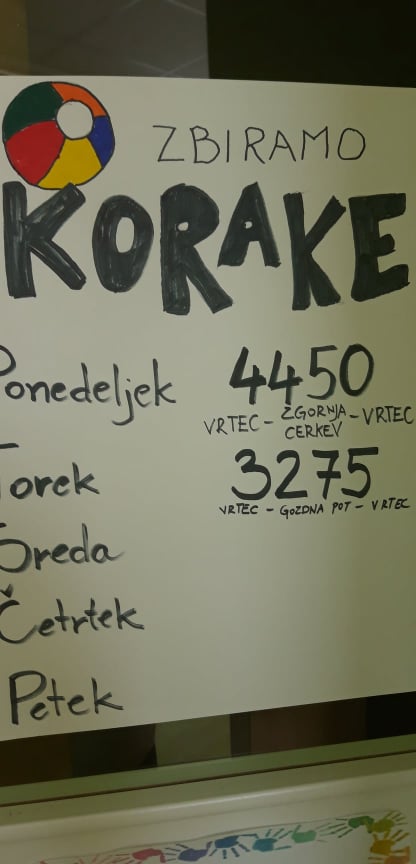 ZBIRAMO
KORAKE
Ponedeljek 4450
VRTEC - ZGORNJA CERKEV - VRTEC
Torek 3275
VRTEC - GOZDNA POT - VRTEC
Sreda
Četrtek
Petek